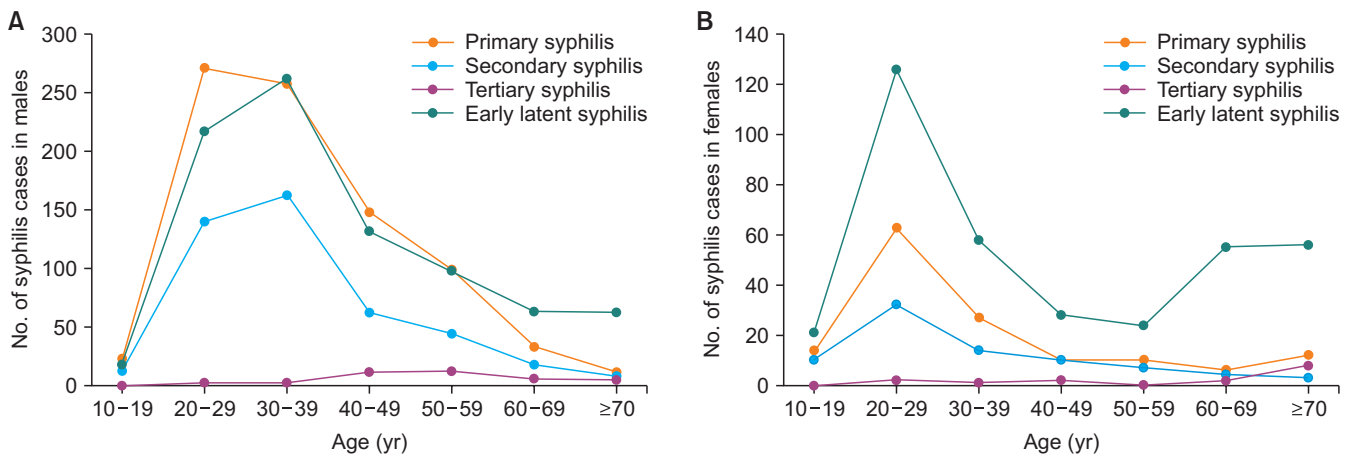 A
No. of syphilis cases in males
300
250
200
150
100
50
0
Primary syphilis
Secondary syphilis
Tertiary syphilis
Early latent syphilis
10−19 20−29 30−39 40−49 50−59 60−69 ≥70
Age (yr)
B
No. of syphilis cases in females
140
120
100
80
60
40
20
0
Primary syphilis
Secondary syphilis
Tertiary syphilis
Early latent syphilis
10−19 20−29 30−39 40−49 50−59 60−69 ≥70
Age (yr)